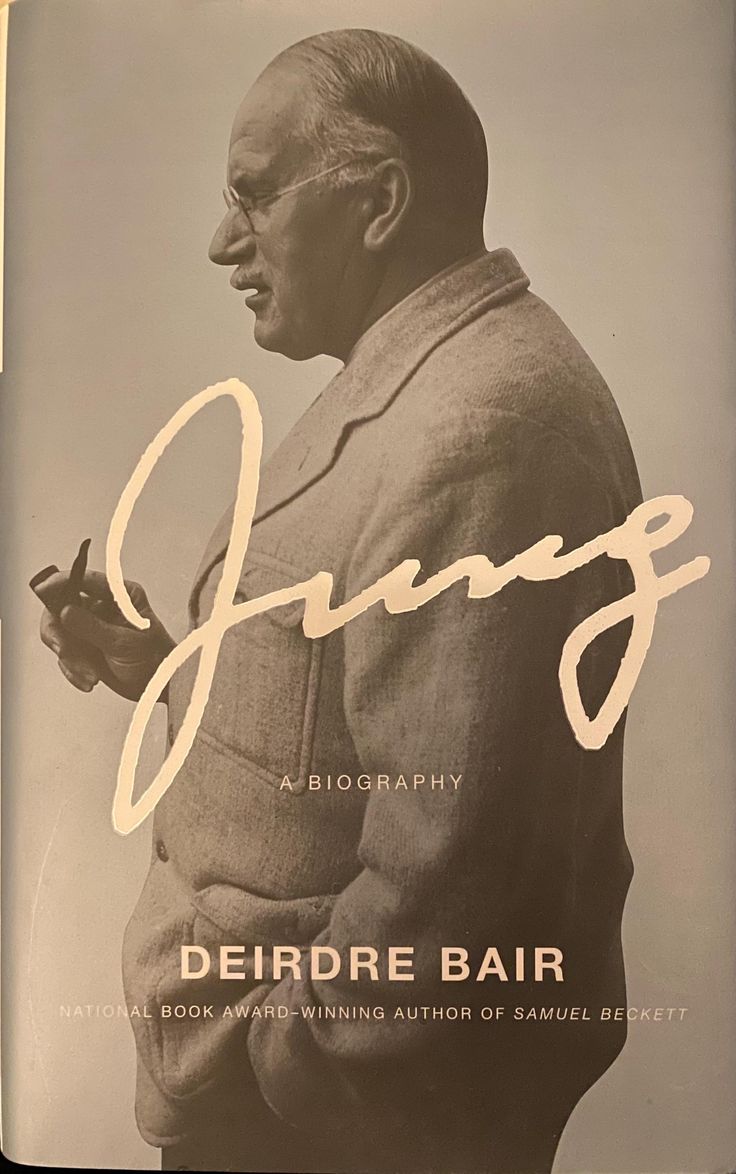 Jung
A BIOGRAPHY
DEIRDRE BAIR
NATIONAL BOOK AWARD–WINNING AUTHOR OF SAMUEL BECKETT